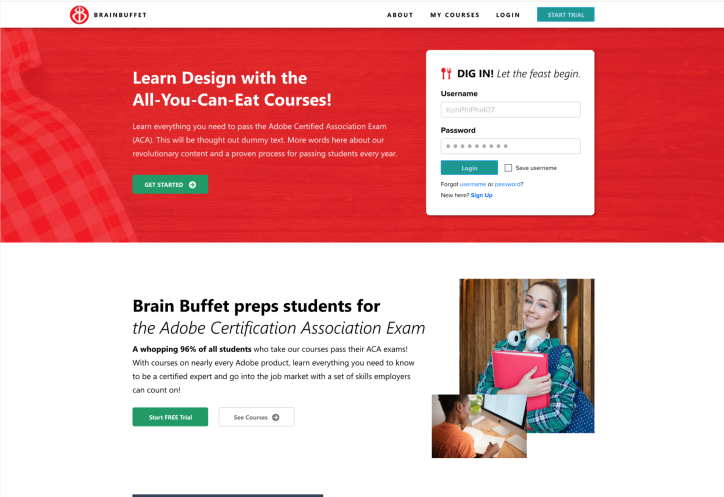 BRAINBUFFET
ABOUT
MY COURSES
LOGIN
START TRIAL
Learn Design with the
All-You-Can-Eat Courses!
Learn everything you need to pass the Adobe Certified Association Exam
(ACA). This will be thought out dummy text. More words here about our
revolutionary content and a proven process for passing students every year.
GET STARTED
DIG IN! Let the feast begin.
Username
KohPhiPhi407
Password
Login
Save username
Forgot username or password?
New here? Sign Up
Brain Buffet preps students for
the Adobe Certification Association Exam
A whopping 96% of all students who take our courses pass their ACA exams!
With courses on nearly every Adobe product, learn everything you need to know
to be a certified expert and go into the job market with a set of skills employers
can count on!
Start FREE Trial
See Courses